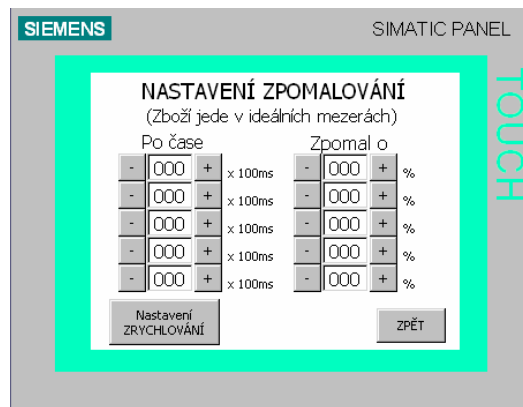 SIEMENS
SIMATIC PANEL
TOUCH
NASTAVENÍ ZPOMALOVÁNÍ
(Zboží jede v ideálních mezerách)
Po čase Zpomal o
- 000 + x 100ms - 000 + %
- 000 + x 100ms - 000 + %
- 000 + x 100ms - 000 + %
- 000 + x 100ms - 000 + %
- 000 + x 100ms - 000 + %
Nastavení
ZRYCHLOVÁNÍ
ZPĚT